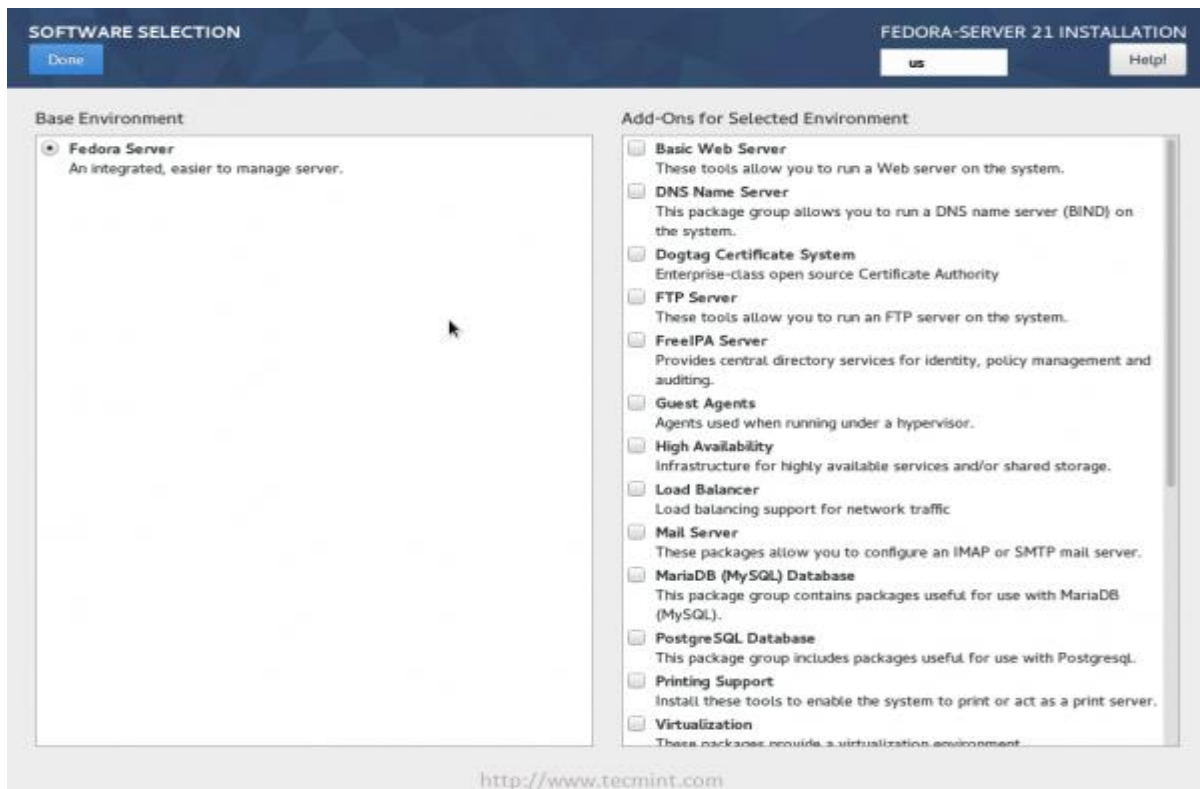 SOFTWARE SELECTION
FEDORA-SERVER 21 INSTALLATION
Done
us
Help!
Base Environment
Fedora Server
An integrated, easier to manage server.
Add-Ons for Selected Environment
Basic Web Server
These tools allow you to run a Web server on the system.
DNS Name Server
This package group allows you to run a DNS name server (BIND) on
the system.
Dogtag Certificate System
Enterprise-class open source Certificate Authority
FTP Server
These tools allow you to run an FTP server on the system.
FreeIPA Server
Provides central directory services for identity, policy management and
auditing.
Guest Agents
Agents used when running under a hypervisor.
High Availability
Infrastructure for highly available services and/or shared storage.
Load Balancer
Load balancing support for network traffic
Mail Server
These packages allow you to configure an IMAP or SMTP mail server.
MariaDB (MySQL) Database
This package group contains packages useful for use with MariaDB
(MySQL).
PostgreSQL Database
This package group includes packages useful for use with Postgresql.
Printing Support
Install these tools to enable the system to print or act as a print server.
Virtualization
These packages provide a virtualization environment
http://www.tecmint.com